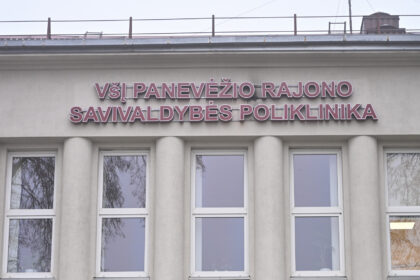 VšĮ PANEVĖŽIO RAJONO
SAVIVALDYBĖS POLIKLINIKA